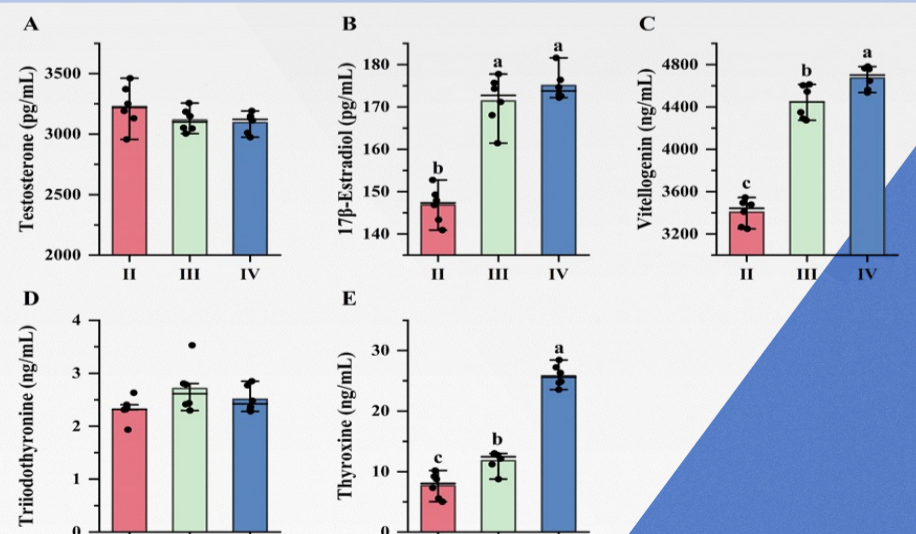 A
Testosterone (pg/mL)
3500
3000
2500
2000
II III IV
B
17β-Estradiol (pg/mL)
180
170
160
150
140
b a a
II III IV
C
Vitellogenin (ng/mL)
4800
4400
4000
3600
3200
c b a
II III IV
D
Triiodothyronine (ng/mL)
4
3
2
1
0
E
Thyroxine (ng/mL)
30
20
10
0
c b a